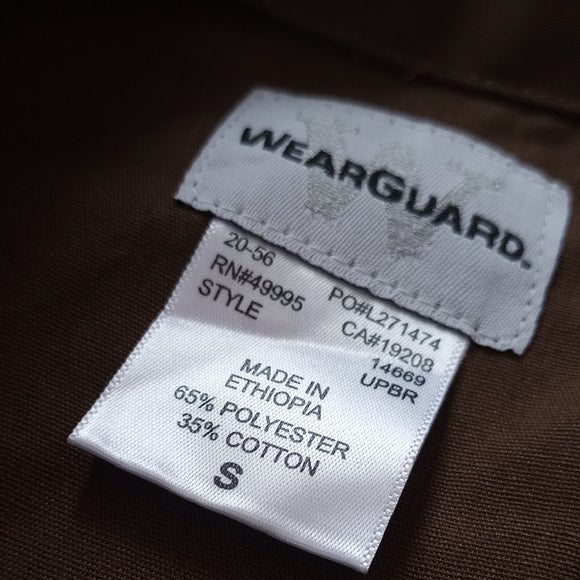 WEARGUARD.
20-56
RN#49995 PO#L271474
STYLE CA#19208
14669
UPBR
MADE IN
ETHIOPIA
65% POLYESTER
35% COTTON
S